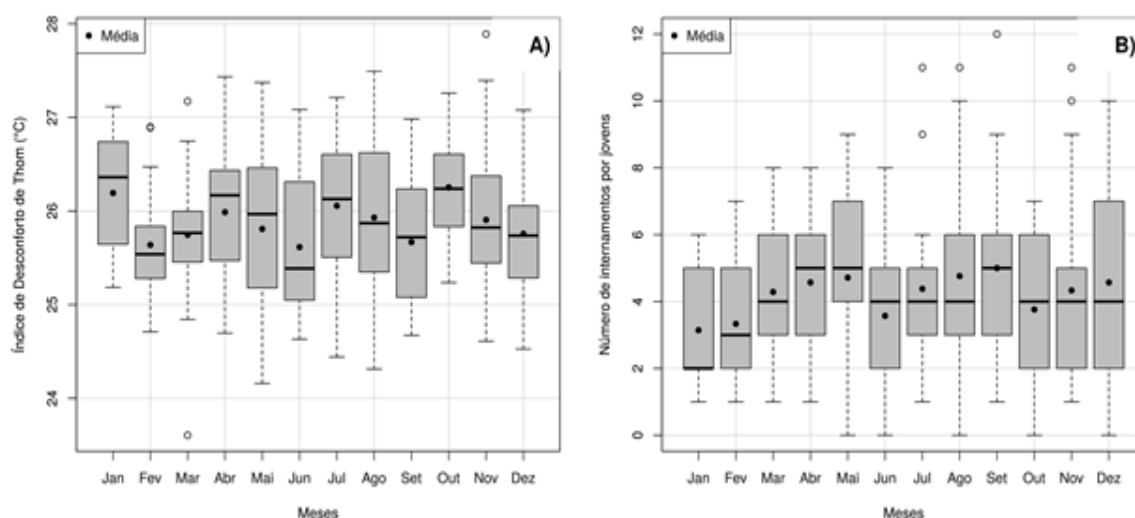 A)
Média
Índice de Desconforto de Thom (°C)
28
27
26
25
24
Jan Fev Mar Abr Mai Jun Jul Ago Set Out Nov Dez
Meses
B)
Média
Número de internamentos por jovens
12
10
8
6
4
2
0
Jan Fev Mar Abr Mai Jun Jul Ago Set Out Nov Dez
Meses